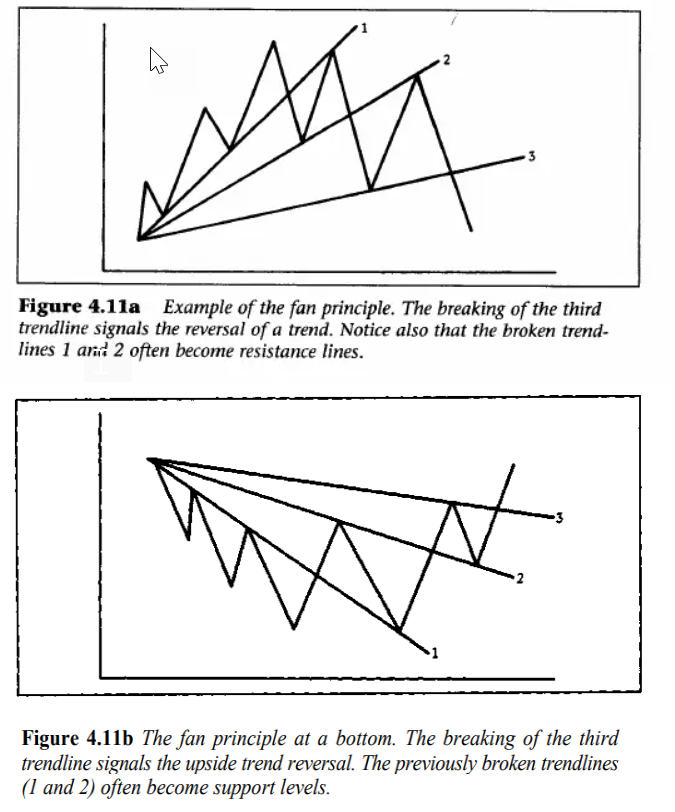 1
2
3
Figure 4.11a Example of the fan principle. The breaking of the third
trendline signals the reversal of a trend. Notice also that the broken trend-
lines 1 and 2 often become resistance lines.
3
2
1
Figure 4.11b The fan principle at a bottom. The breaking of the third
trendline signals the upside trend reversal. The previously broken trendlines
(1 and 2) often become support levels.